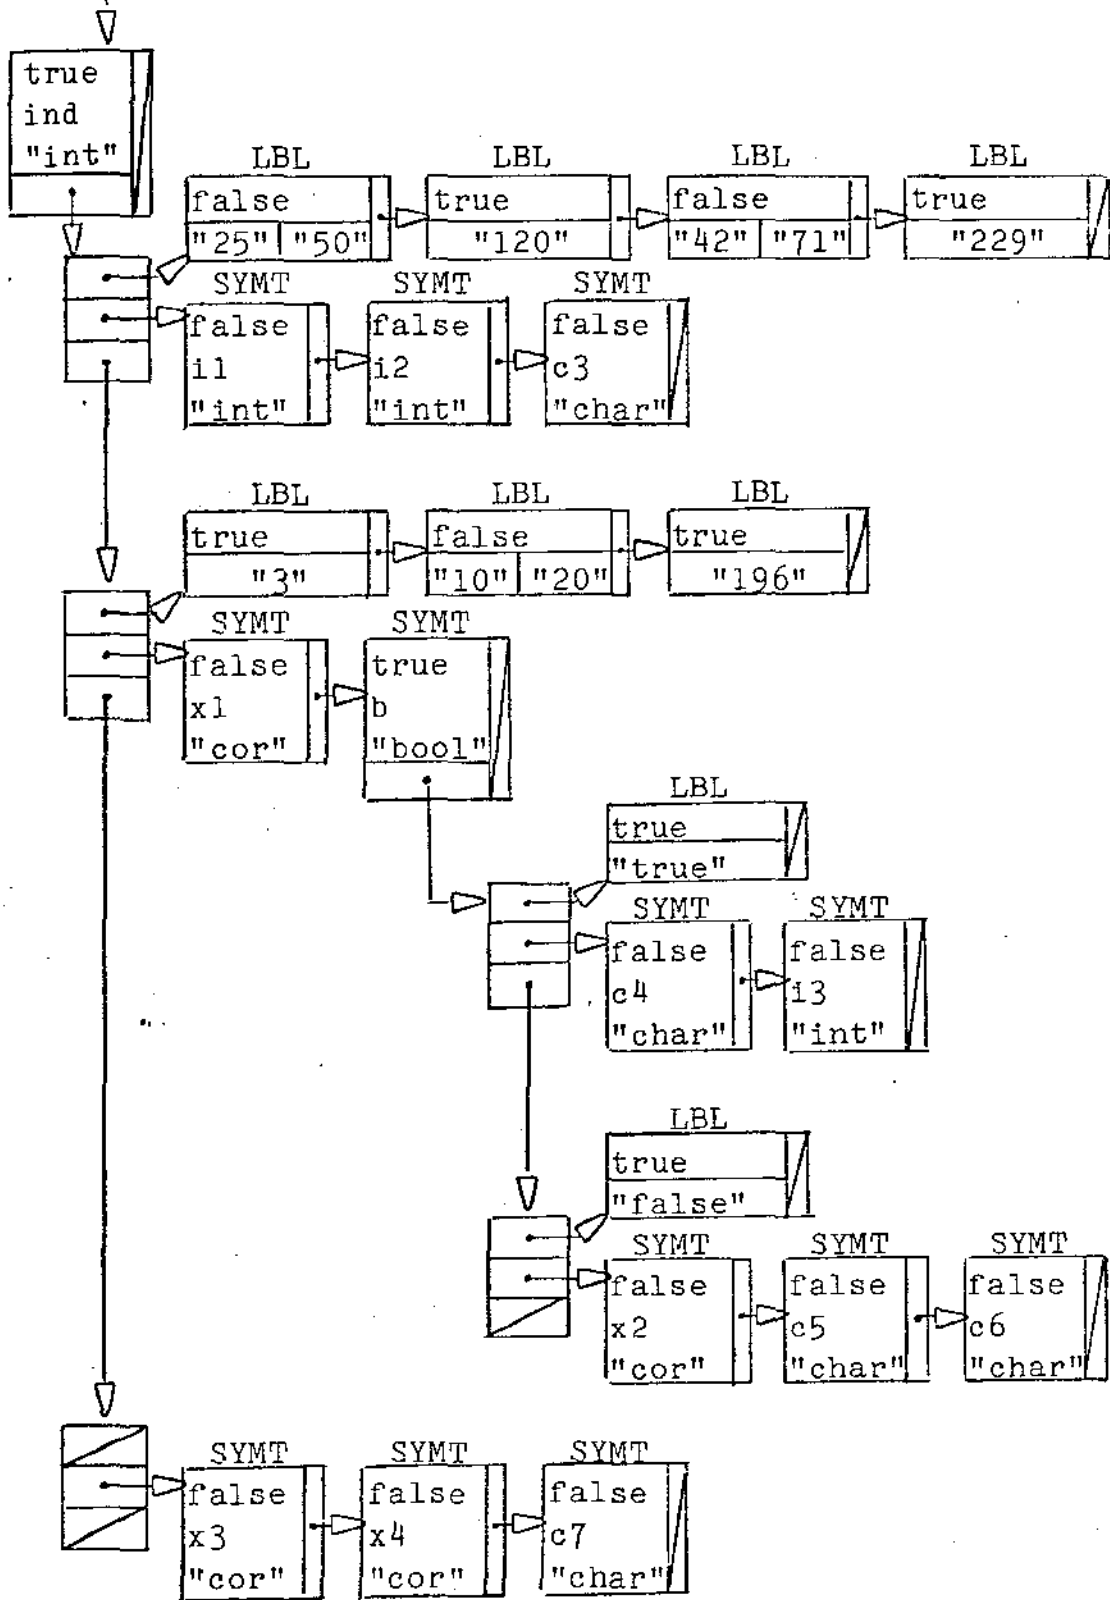 true
ind
"int"
LBL LBL LBL LBL
false true false true
"25" "50" "120" "42" "71" "229"
SYMT SYMT SYMT
false false false
i1 i2 c3
"int" "int" "char"
LBL LBL LBL
true false true
"3" "10" "20" "196"
SYMT SYMT
false true
x1 b
"cor" "bool"
LBL
true
"true"
SYMT SYMT
false false
c4 i3
"char" "int"
LBL
true
"false"
SYMT SYMT SYMT
false false false
x2 c5 c6
"cor" "char" "char"
SYMT SYMT SYMT
false false false
x3 x4 c7
"cor" "cor" "char"